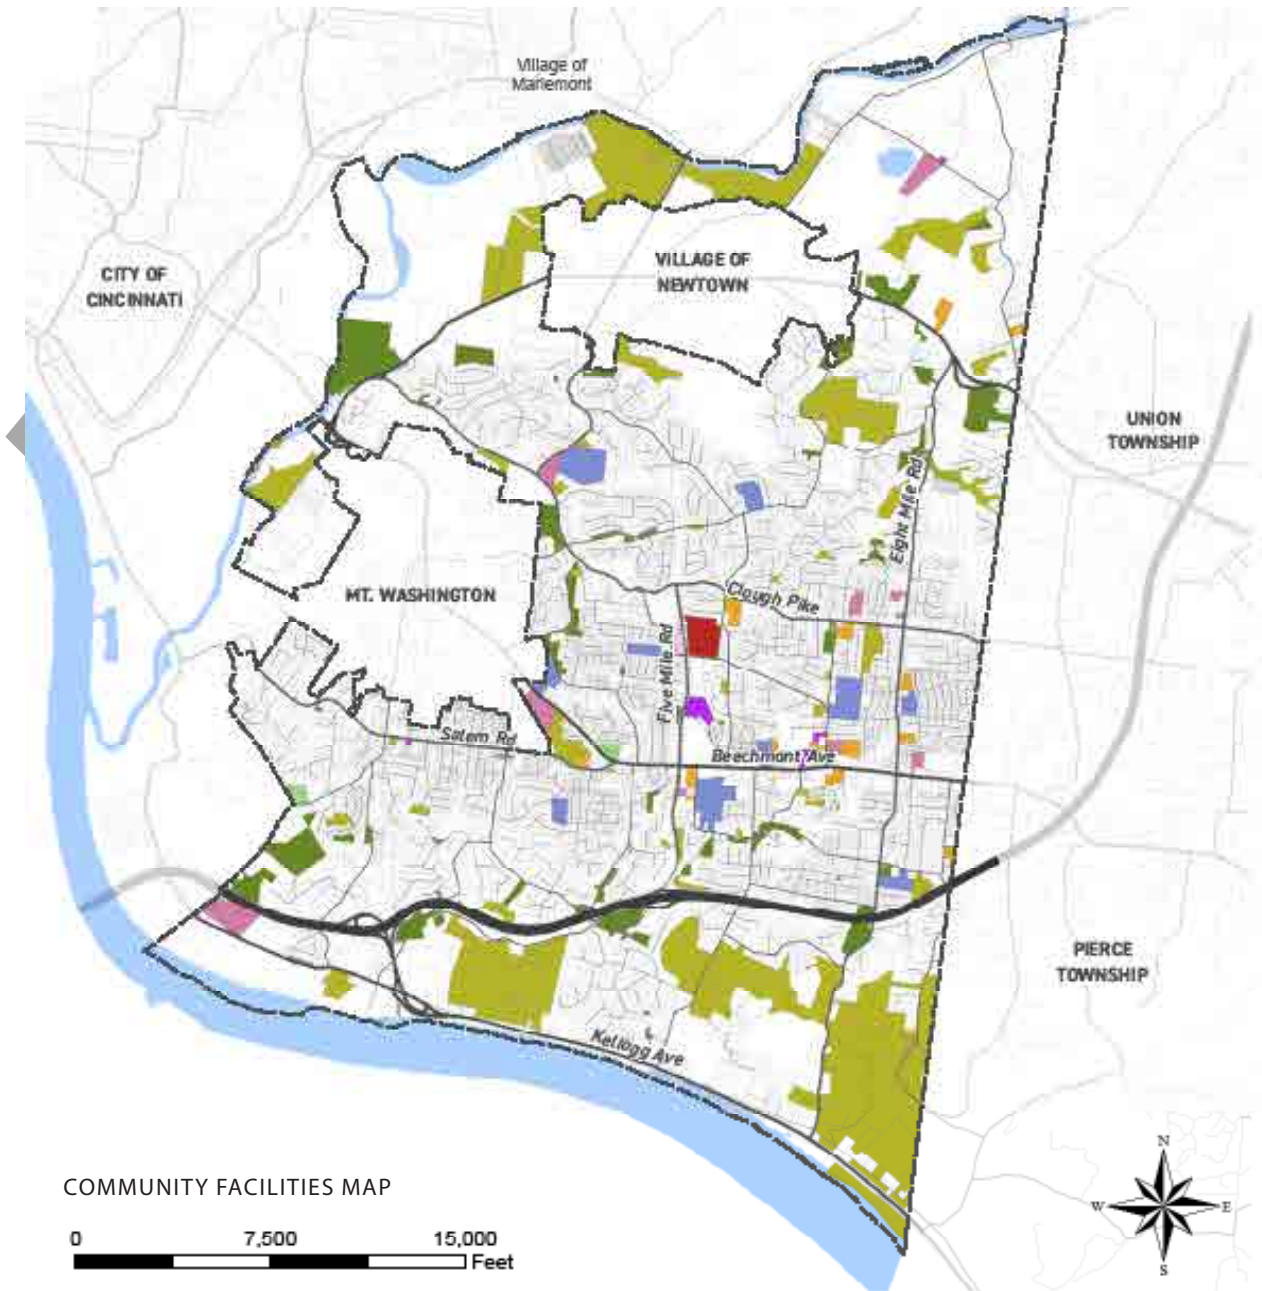 Village of
Mariemont
CITY OF
CINCINNATI
VILLAGE OF
NEWTOWN
UNION
TOWNSHIP
Eight Mile Rd
MT. WASHINGTON
Clough Pike
Five Mile Rd
Salem Rd
Beechmont Ave
PIERCE
TOWNSHIP
Kellogg Ave
COMMUNITY FACILITIES MAP
0 7,500 15,000
Feet
N
W E
S